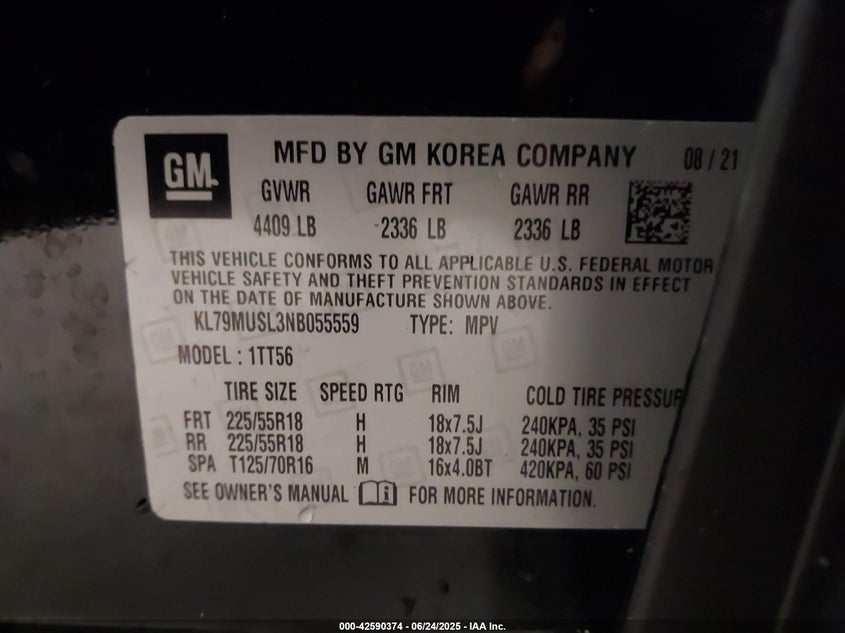 GM
MFD BY GM KOREA COMPANY 08 / 21
GVWR GAWR FRT GAWR RR
4409 LB 2336 LB 2336 LB
THIS VEHICLE CONFORMS TO ALL APPLICABLE U.S. FEDERAL MOTOR
VEHICLE SAFETY AND THEFT PREVENTION STANDARDS IN EFFECT
ON THE DATE OF MANUFACTURE SHOWN ABOVE.
KL79MUSL3NB055559 TYPE: MPV
MODEL : 1TT56
TIRE SIZE SPEED RTG RIM COLD TIRE PRESSUR
FRT 225/55R18 H 18x7.5J 240KPA, 35 PSI
RR 225/55R18 H 18x7.5J 240KPA, 35 PSI
SPA T125/70R16 M 16x4.0BT 420KPA, 60 PSI
SEE OWNER'S MANUAL i FOR MORE INFORMATION.
000-42590374 - 06/24/2025 - IAA Inc.